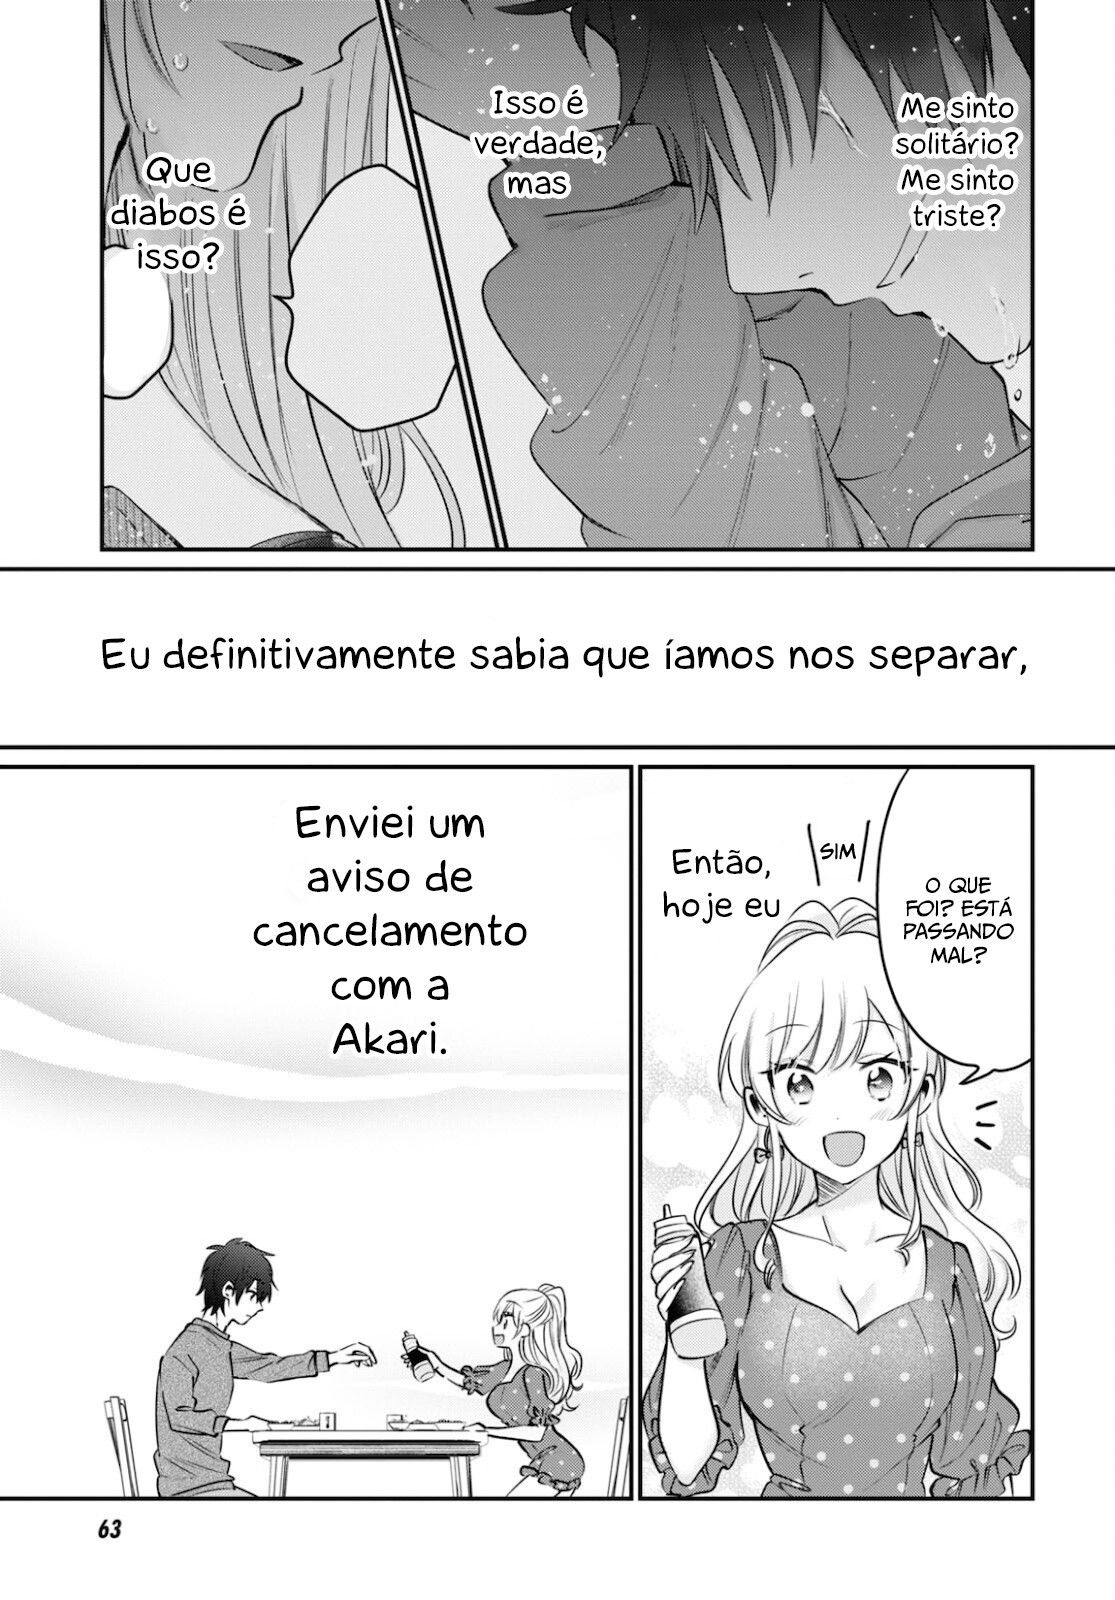 Me sinto
solitário?
Me sinto
triste?
Isso é
verdade,
mas
Que
diabos é
isso?
Eu definitivamente sabia que íamos nos separar,
O QUE
FOI? ESTÁ
PASSANDO
MAL?
SIM
Então,
hoje eu
Enviei um
aviso de
cancelamento
com a
Akari.
63